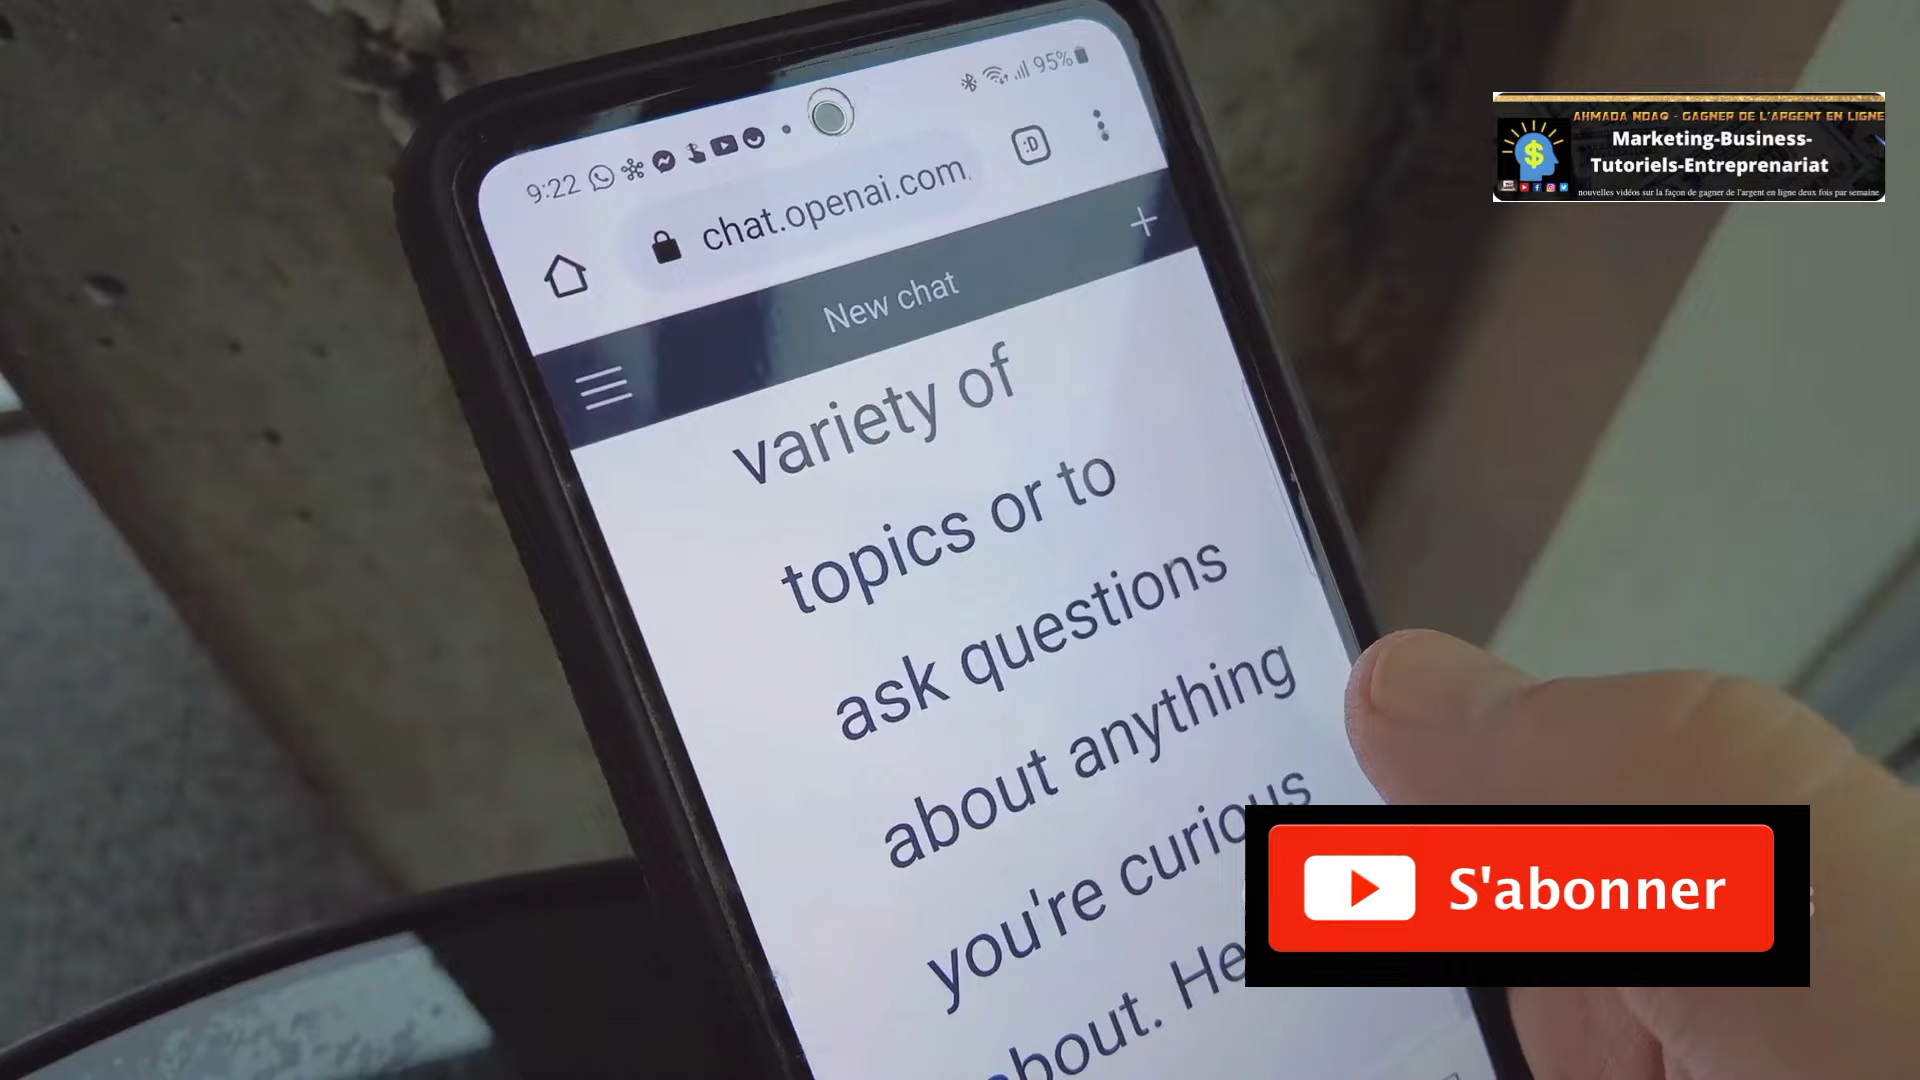 9:22
95%
chat.openai.com
:D
New chat
variety of
topics or to
ask questions
about anything
you're curious
about. He
AHMADA NDAO - GAGNER DE L'ARGENT EN LIGNE
Marketing-Business-
Tutoriels-Entreprenariat
nouvelles vidéos sur la façon de gagner de l'argent en ligne deux fois par semaine
S'abonner